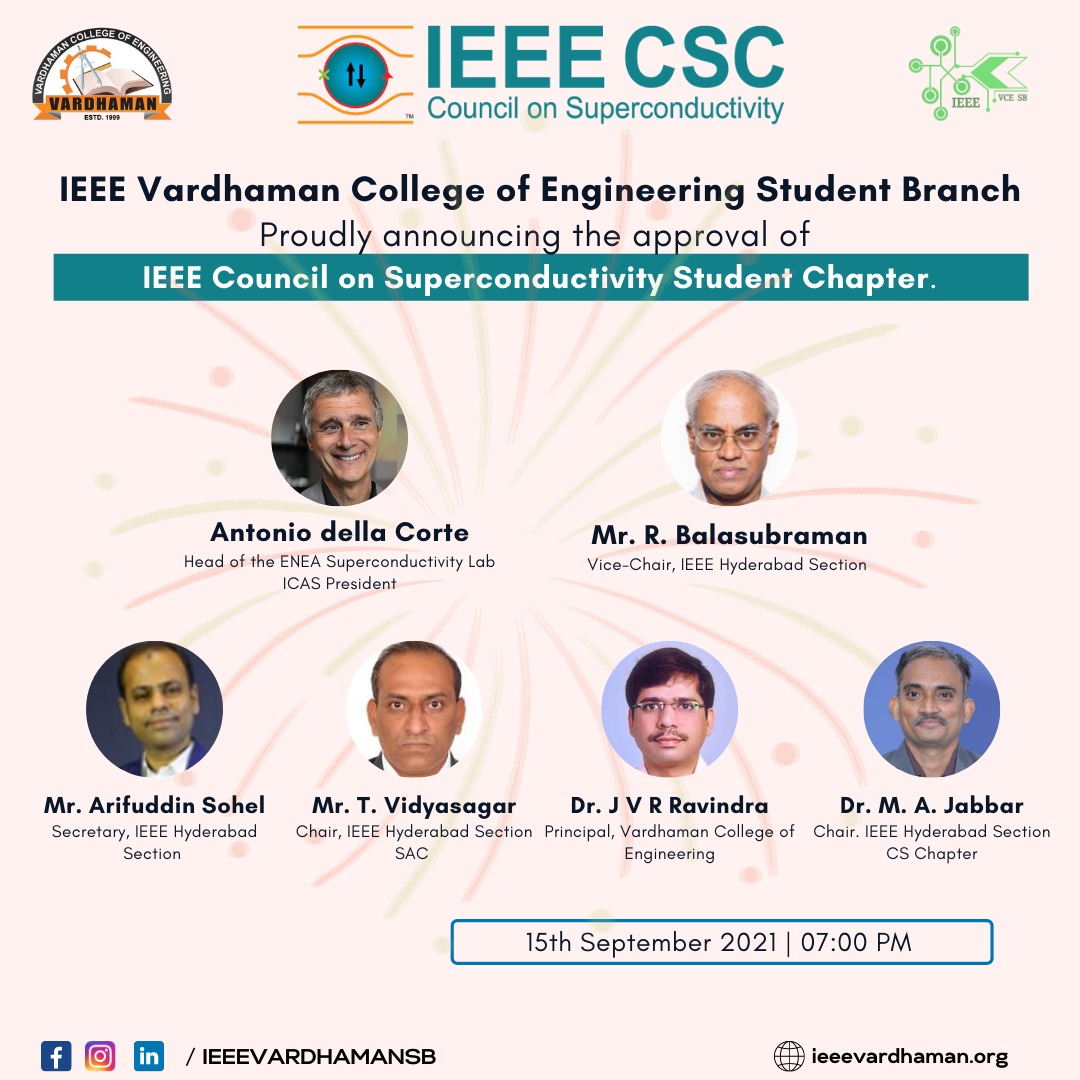 VARDHAMAN COLLEGE OF ENGINEERING
VARDHAMAN
ESTD. 1999
IEEE CSC
Council on Superconductivity
TM
IEEE
VCE SB
IEEE Vardhaman College of Engineering Student Branch
Proudly announcing the approval of
IEEE Council on Superconductivity Student Chapter.
Antonio della Corte
Head of the ENEA Superconductivity Lab
ICAS President
Mr. R. Balasubraman
Vice-Chair, IEEE Hyderabad Section
Mr. Arifuddin Sohel
Secretary, IEEE Hyderabad
Section
Mr. T. Vidyasagar
Chair, IEEE Hyderabad Section
SAC
Dr. J V R Ravindra
Principal, Vardhaman College of
Engineering
Dr. M. A. Jabbar
Chair. IEEE Hyderabad Section
CS Chapter
15th September 2021 | 07:00 PM
/ IEEEVARDHAMANSB
ieeevardhaman.org